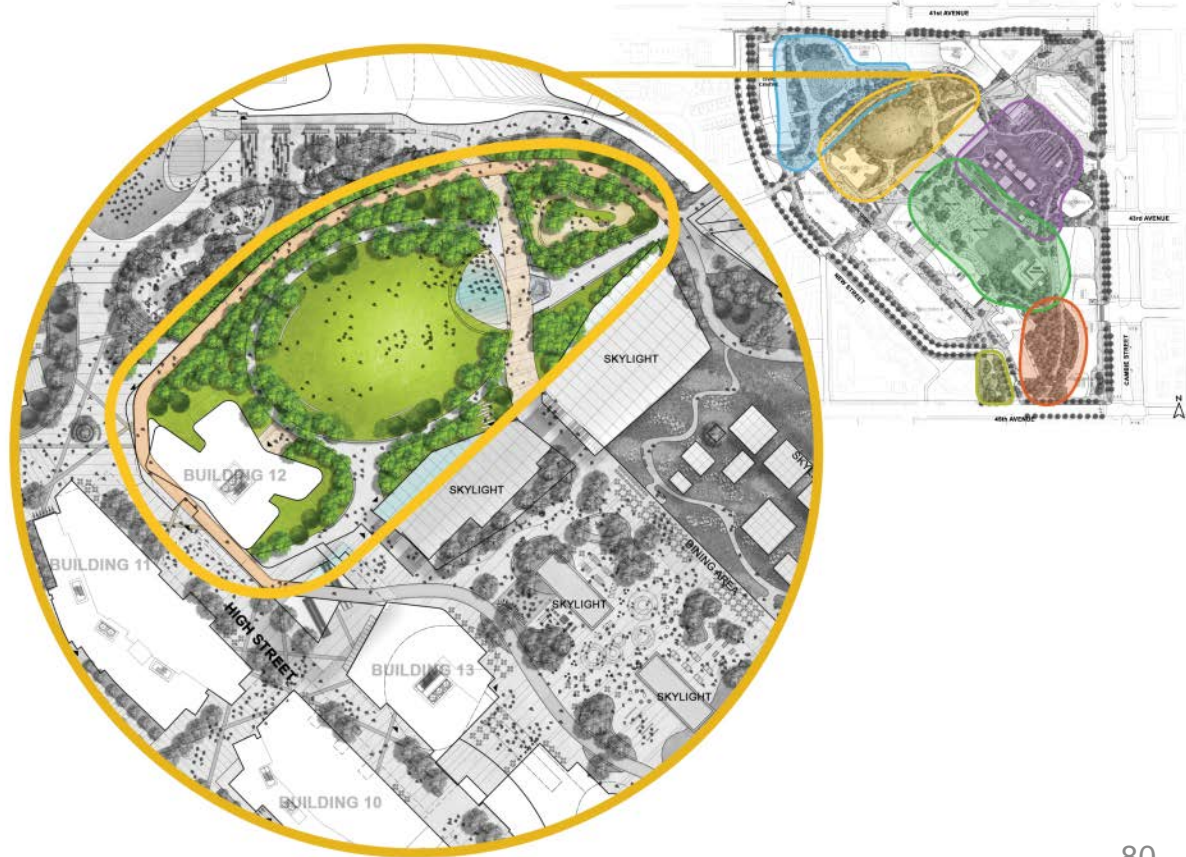 41st AVENUE
43rd AVENUE
NEW STREET
CAMBIE STREET
N
45th AVENUE
SKYLIGHT
BUILDING 12
SKYLIGHT
BUILDING 11
DINING AREA
SKYLIGHT
HIGH STREET
BUILDING 13
SKYLIGHT
BUILDING 10
80